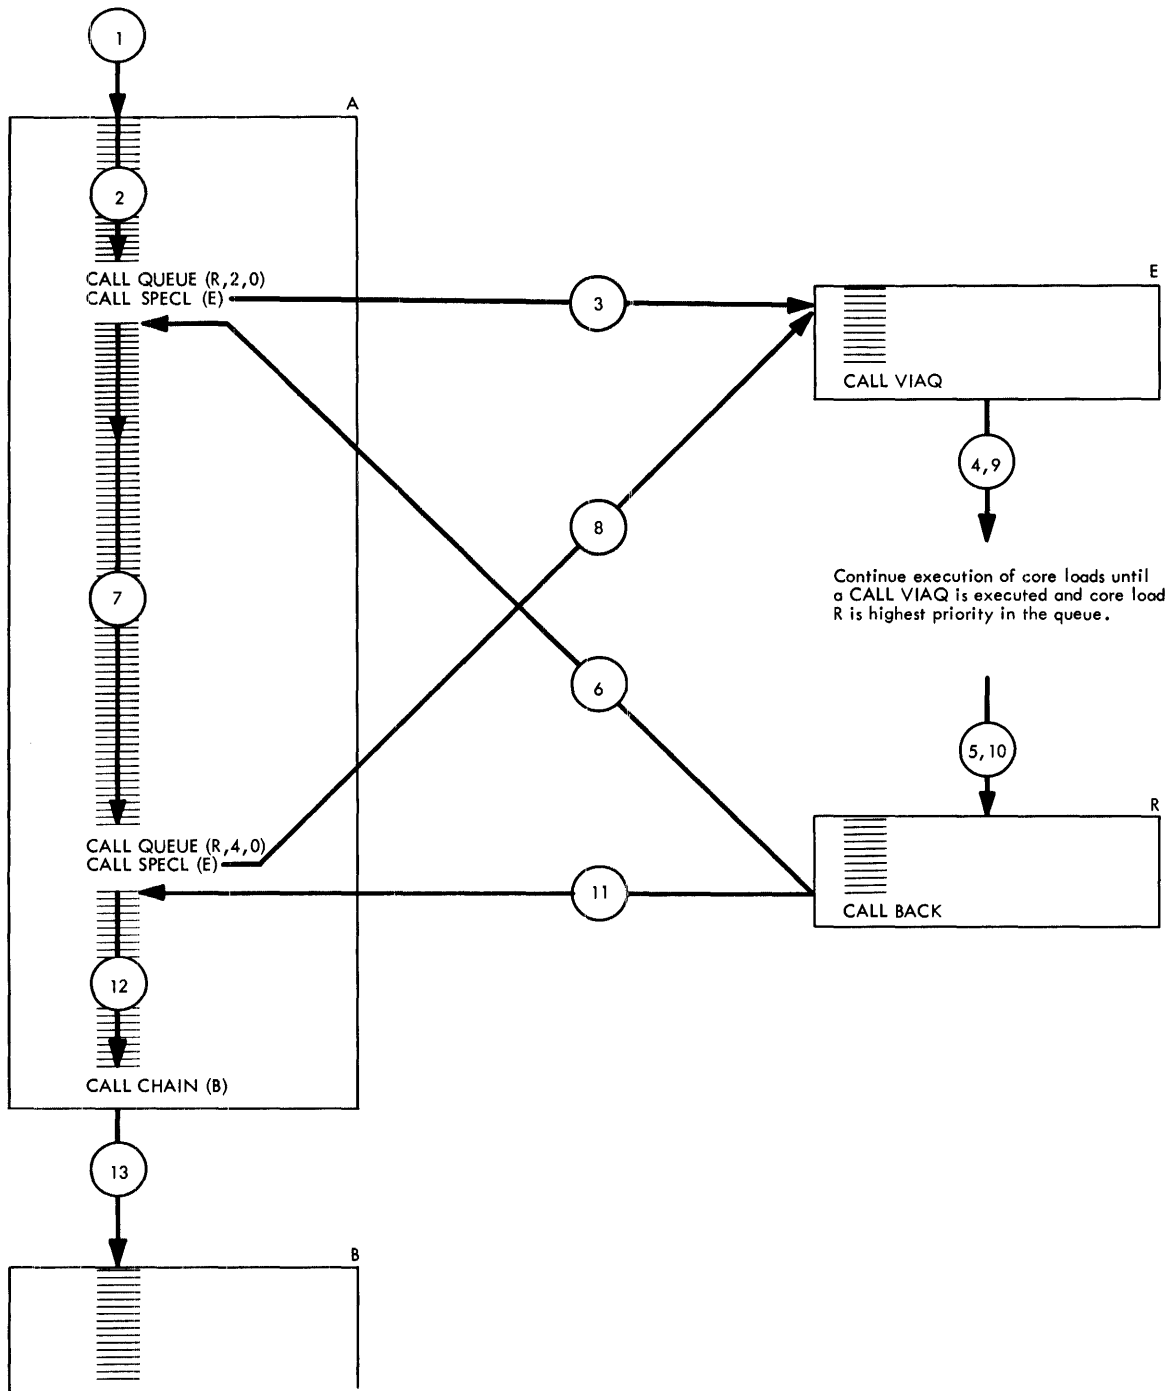 1
A
2
CALL QUEUE (R,2,0)
CALL SPECL (E)
3
E
CALL VIAQ
4,9
8
Continue execution of core loads until
a CALL VIAQ is executed and core load
R is highest priority in the queue.
7
6
5,10
R
CALL QUEUE (R,4,0)
CALL SPECL (E)
11
CALL BACK
12
CALL CHAIN (B)
13
B